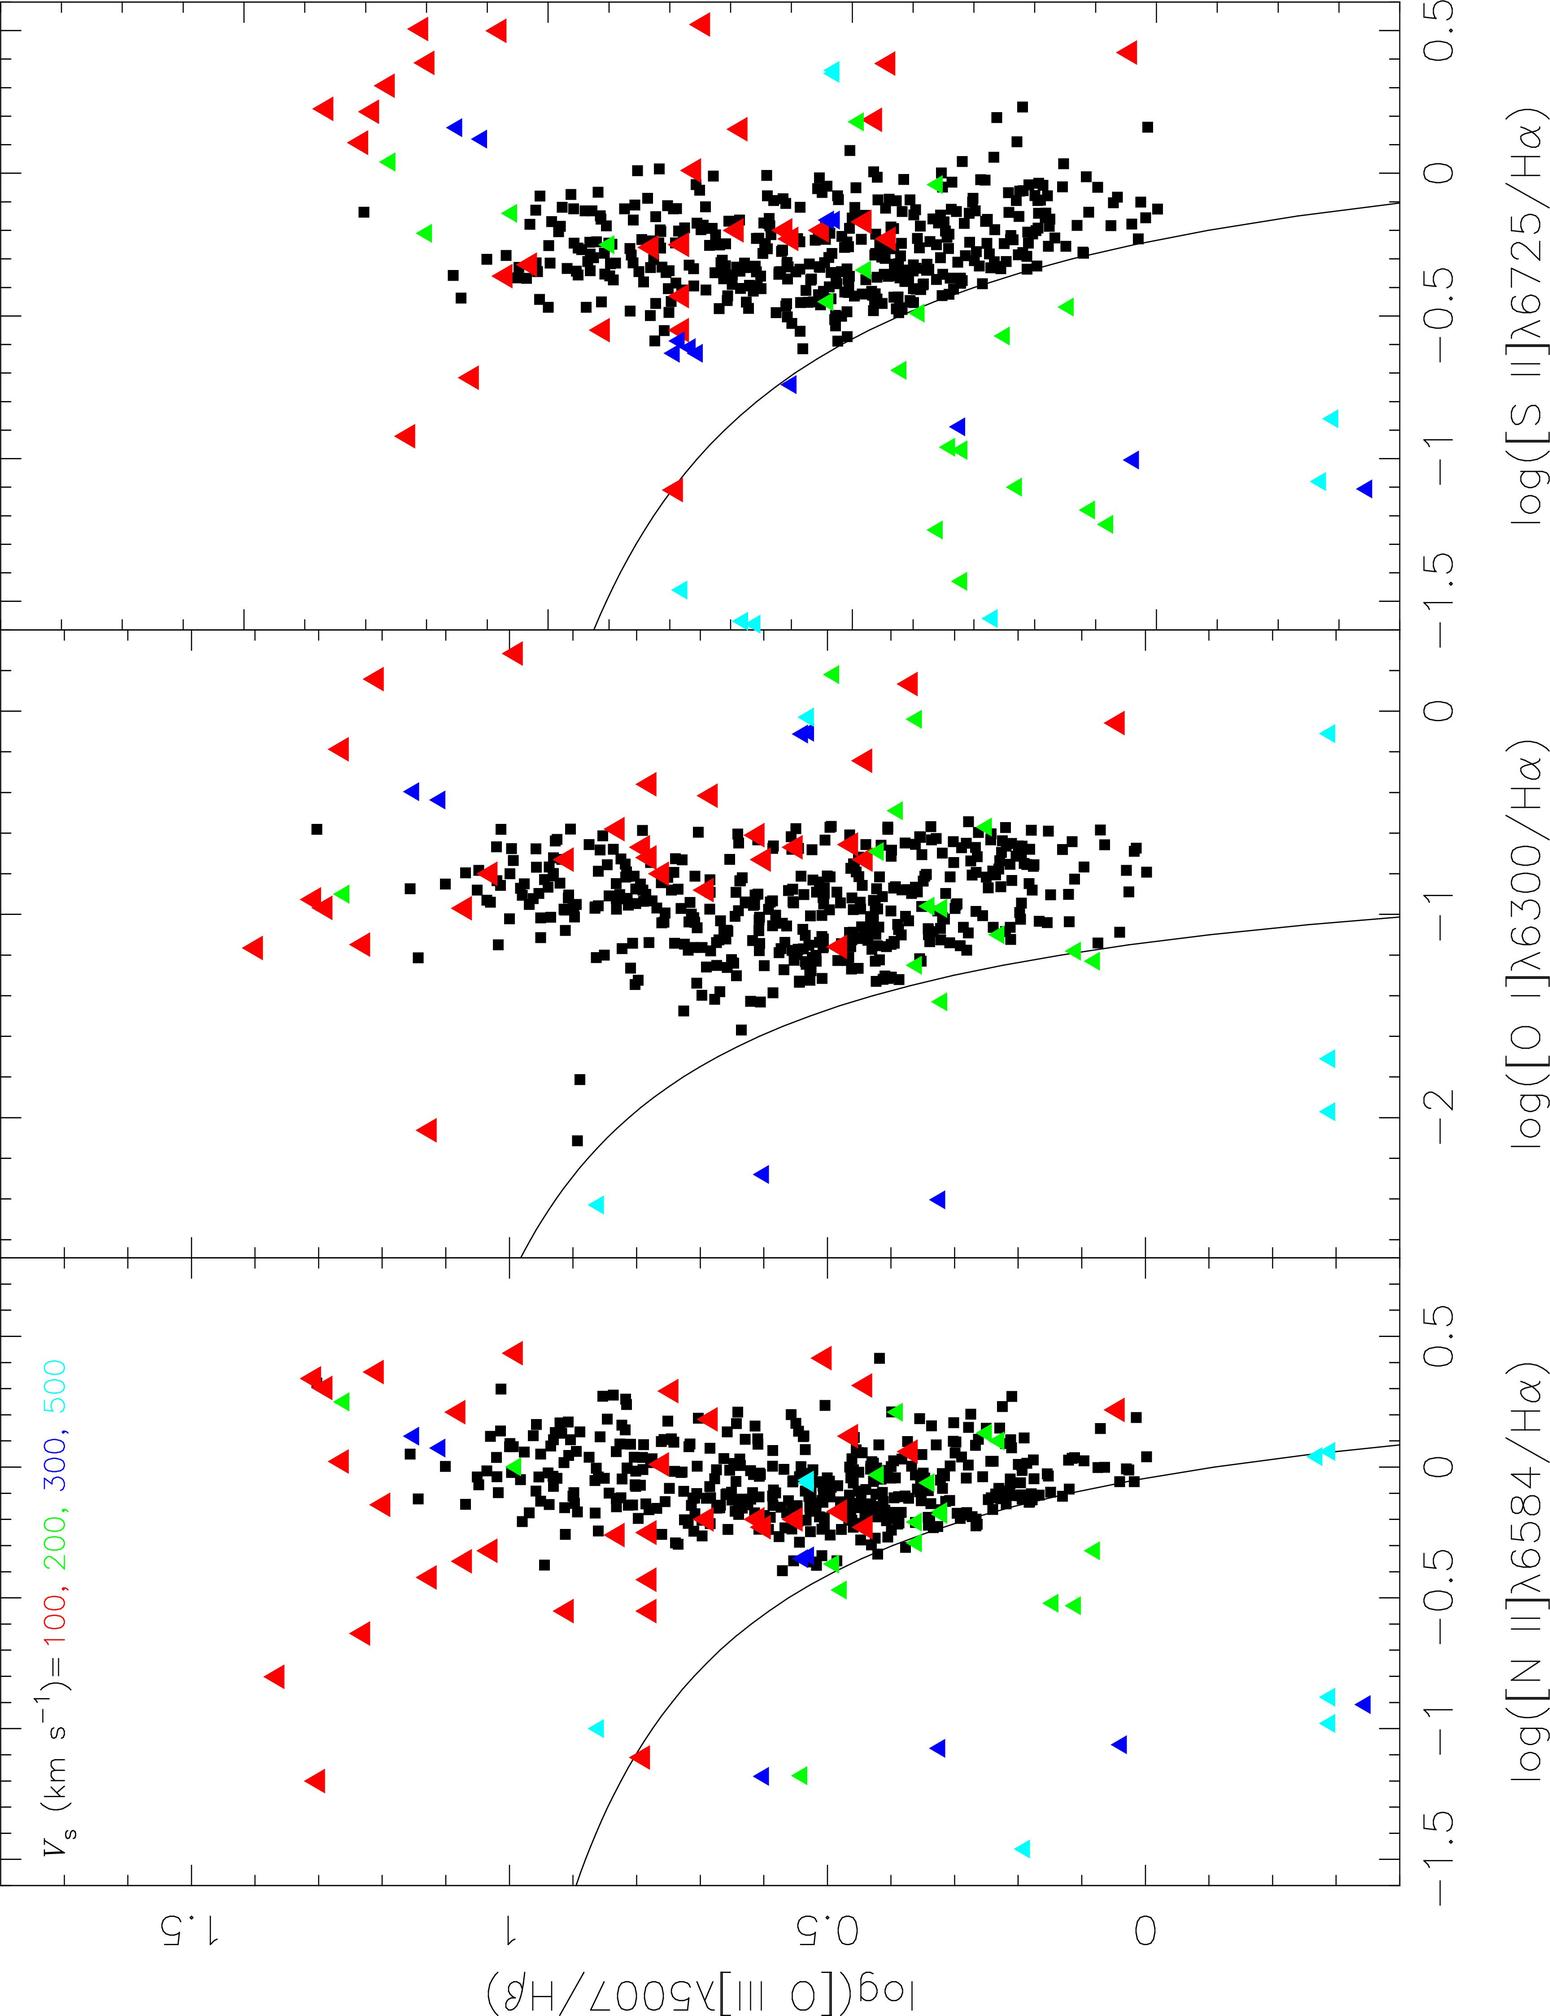 V_s (km s⁻¹)= 100, 200, 300, 500
log([O III]λ5007/Hβ)
1.5
1
0.5
0
−1.5 −1 −0.5 0 0.5
log([N II]λ6584/Hα)
−2 −1 0
log([O I]λ6300/Hα)
−1.5 −1 −0.5 0 0.5
log([S II]λ6725/Hα)